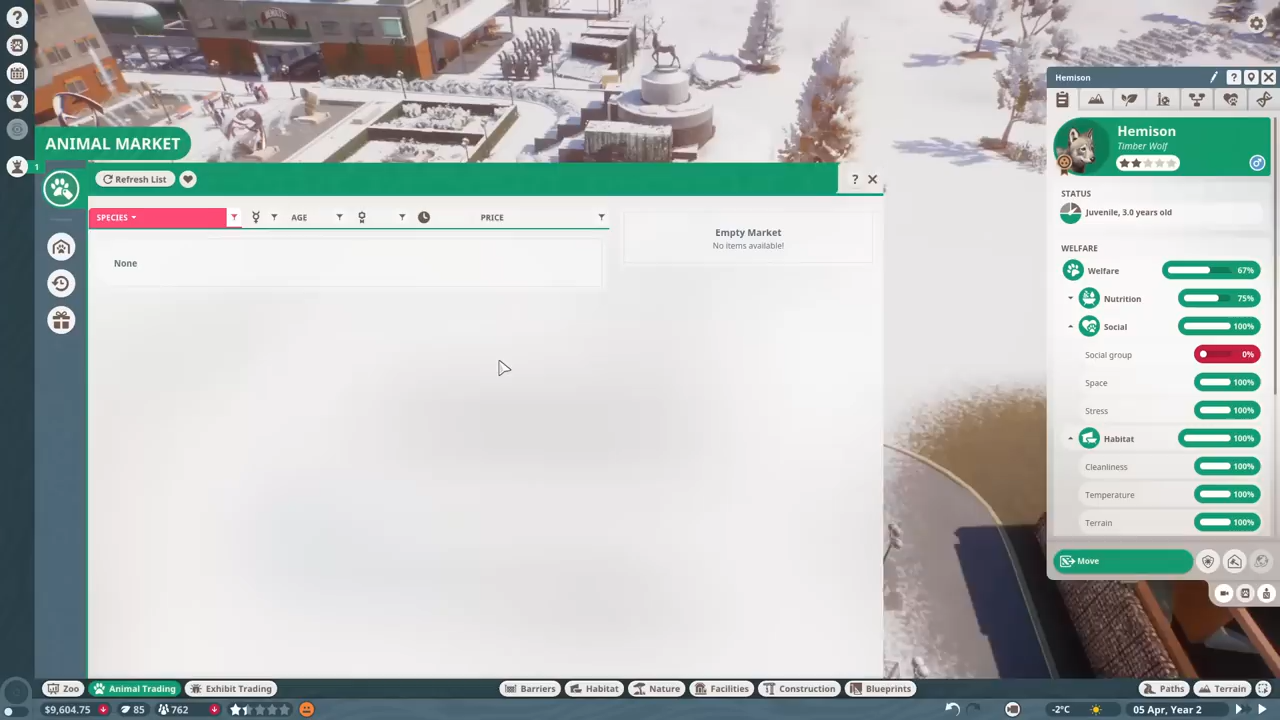 Hemison
?
Hemison
Timber Wolf
ANIMAL MARKET
1
Refresh List
?
SPECIES
AGE
PRICE
None
Empty Market
No items available!
STATUS
Juvenile, 3.0 years old
WELFARE
Welfare 67%
Nutrition 75%
Social 100%
Social group 0%
Space 100%
Stress 100%
Habitat 100%
Cleanliness 100%
Temperature 100%
Terrain 100%
Move
Zoo
Animal Trading
Exhibit Trading
Barriers
Habitat
Nature
Facilities
Construction
Blueprints
Paths
Terrain
$9,604.75
85
762
-2°C
05 Apr, Year 2